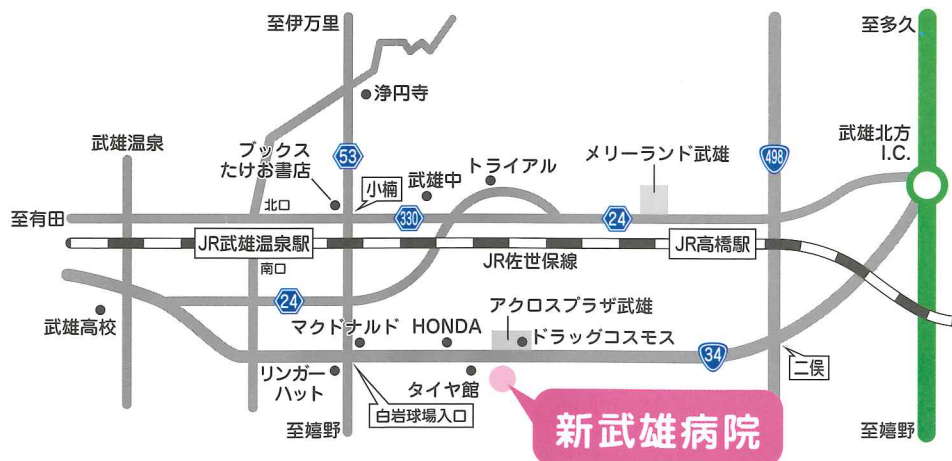 至伊万里
至多久
浄円寺
武雄温泉
ブックス
たけお書店
53
小楠
武雄中
トライアル
メリーランド武雄
498
武雄北方
I.C.
北口
至有田
330
24
JR武雄温泉駅
JR高橋駅
南口
JR佐世保線
24
武雄高校
マクドナルド
HONDA
アクロスプラザ武雄
ドラッグコスモス
34
二俣
リンガー
ハット
白岩球場入口
タイヤ館
至嬉野
新武雄病院
至嬉野